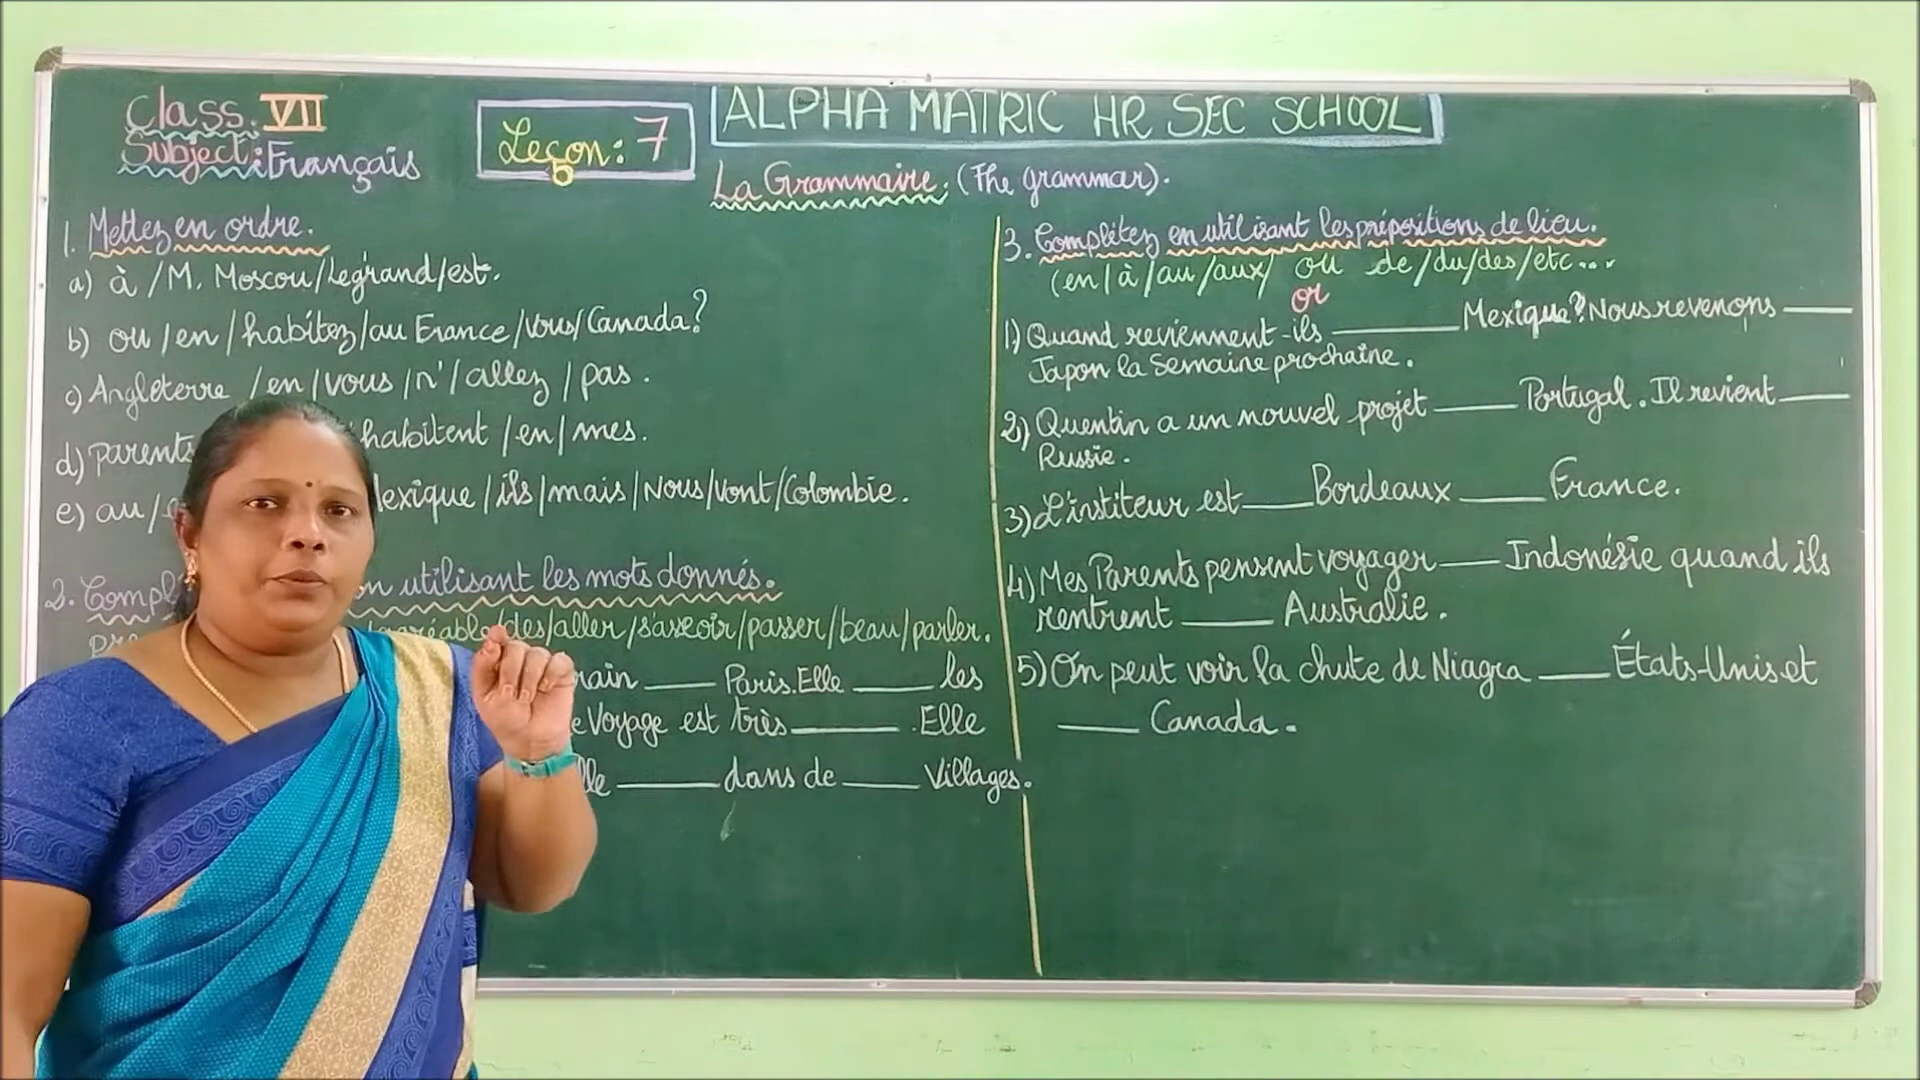 Class. VII
Subject: Français
Leçon: 7
ALPHA MATRIC HR SEC SCHOOL
La Grammaire. (The grammar).
1. Mettez en ordre.
a) à / M. Moscou/Legrand/est.
b) ou / en / habitez/au France/Vous/Canada?
c) Angleterre / en / vous / n' / allez / pas.
d) parents habitent / en / mes.
e) au / / ils / mais / Nous/vont/Colombie.
2. utilisant les mots donnés.
des/aller/s'asseoir/passer/beau/parler.
____ Paris. Elle ____ les
Voyage est très ____. Elle
____ dans de ____ Villages.
3. Complétez en utilisant les prépositions de lieu.
(en / à / au / aux / ou de / du / des / etc...
or
1) Quand reviennent-ils ____ Mexique? Nous revenons ____
Japon la Semaine prochaine.
2) Quentin a un nouvel projet ____ Portugal. Il revient ____
Russie.
3) L'institeur est ____ Bordeaux ____ France.
4) Mes Parents pensent voyager ____ Indonésie quand ils
rentrent ____ Australie.
5) On peut voir la chute de Niagra ____ États-Unis et
____ Canada.